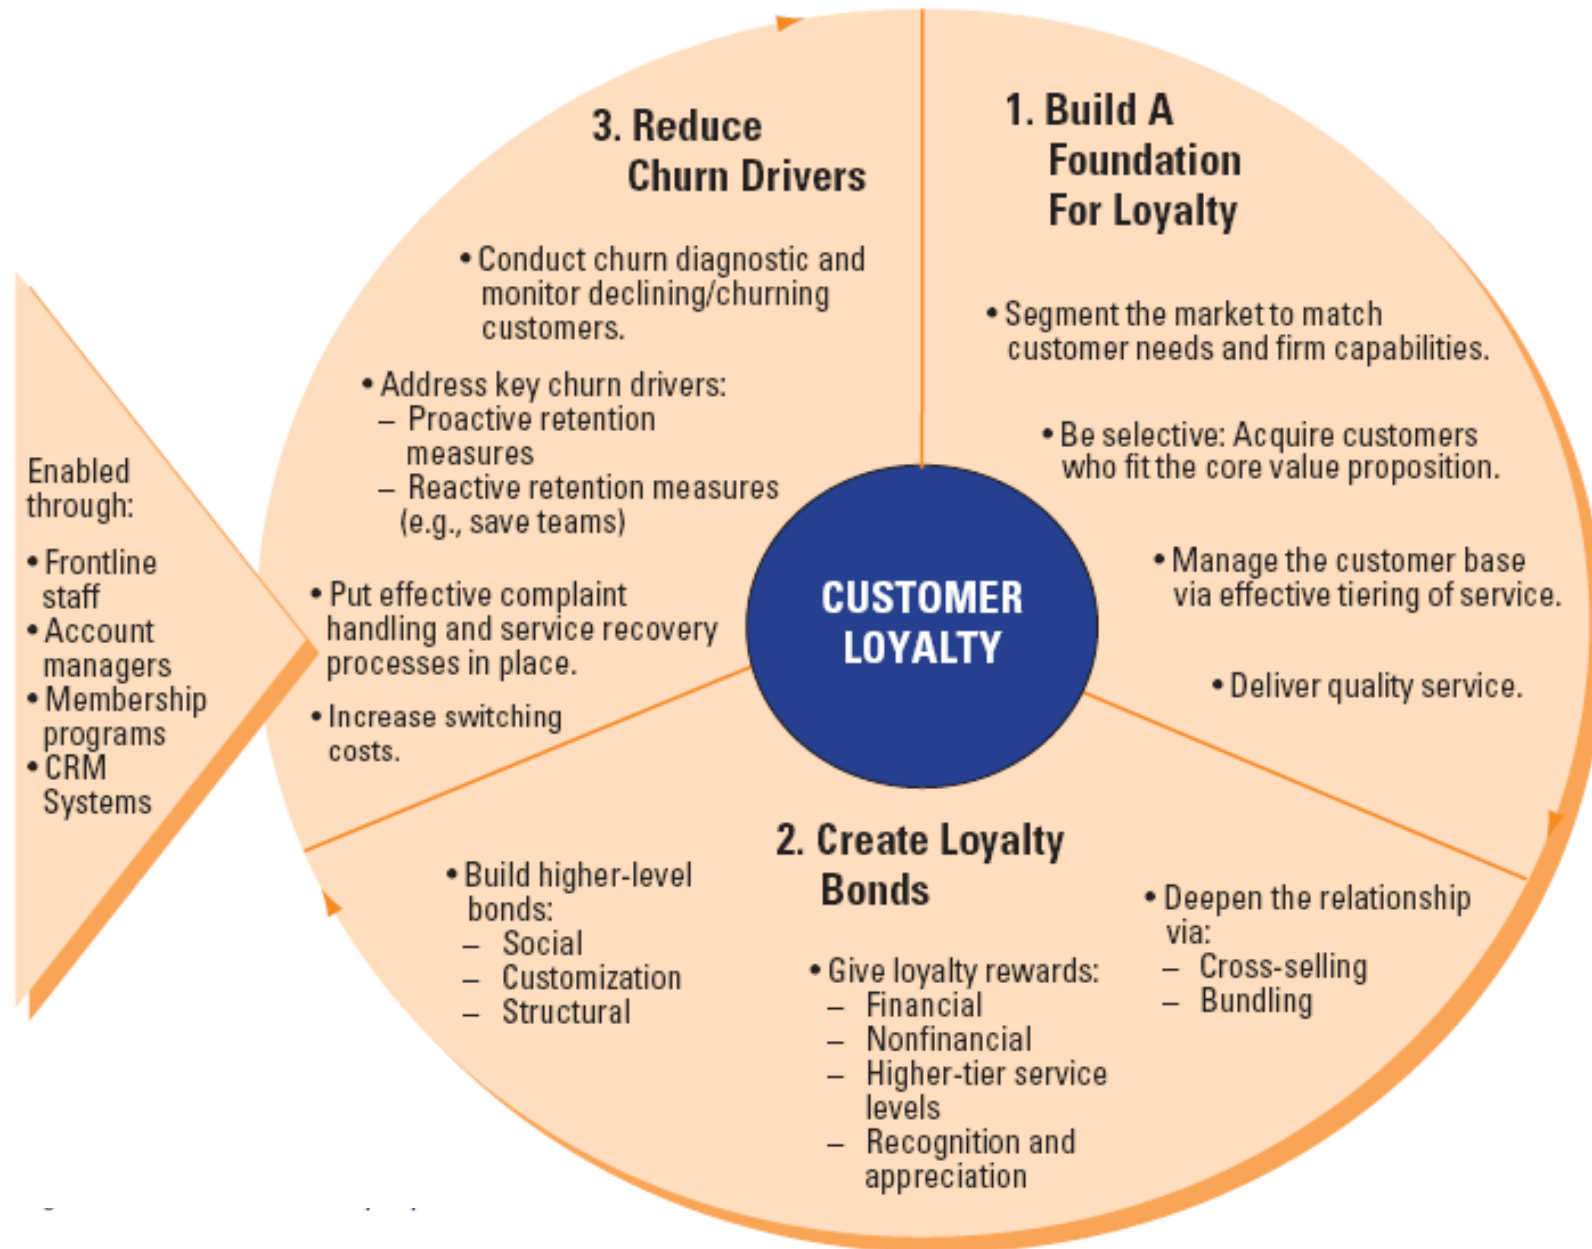 3. Reduce
Churn Drivers
• Conduct churn diagnostic and
monitor declining/churning
customers.
• Address key churn drivers:
– Proactive retention
measures
– Reactive retention measures
(e.g., save teams)
• Put effective complaint
handling and service recovery
processes in place.
• Increase switching
costs.
1. Build A
Foundation
For Loyalty
• Segment the market to match
customer needs and firm capabilities.
• Be selective: Acquire customers
who fit the core value proposition.
• Manage the customer base
via effective tiering of service.
• Deliver quality service.
CUSTOMER
LOYALTY
Enabled
through:
• Frontline
staff
• Account
managers
• Membership
programs
• CRM
Systems
2. Create Loyalty
Bonds
• Build higher-level
bonds:
– Social
– Customization
– Structural
• Give loyalty rewards:
– Financial
– Nonfinancial
– Higher-tier service
levels
– Recognition and
appreciation
• Deepen the relationship
via:
– Cross-selling
– Bundling